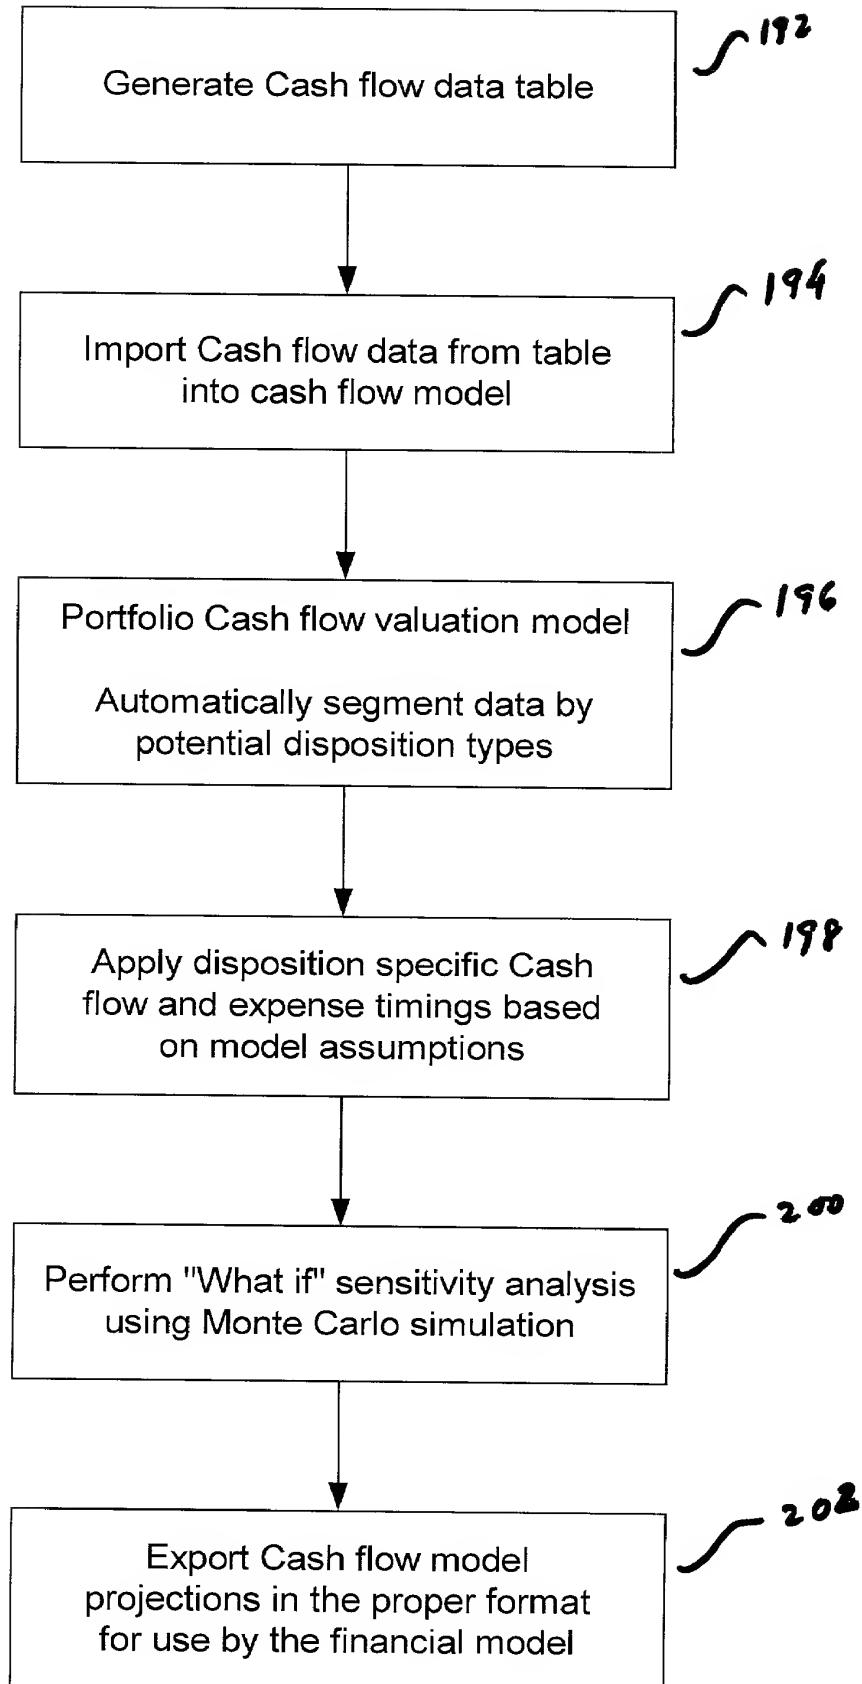 Generate Cash flow data table
192
Import Cash flow data from table
into cash flow model
194
Portfolio Cash flow valuation model
Automatically segment data by
potential disposition types
196
Apply disposition specific Cash
flow and expense timings based
on model assumptions
198
Perform "What if" sensitivity analysis
using Monte Carlo simulation
200
Export Cash flow model
projections in the proper format
for use by the financial model
202